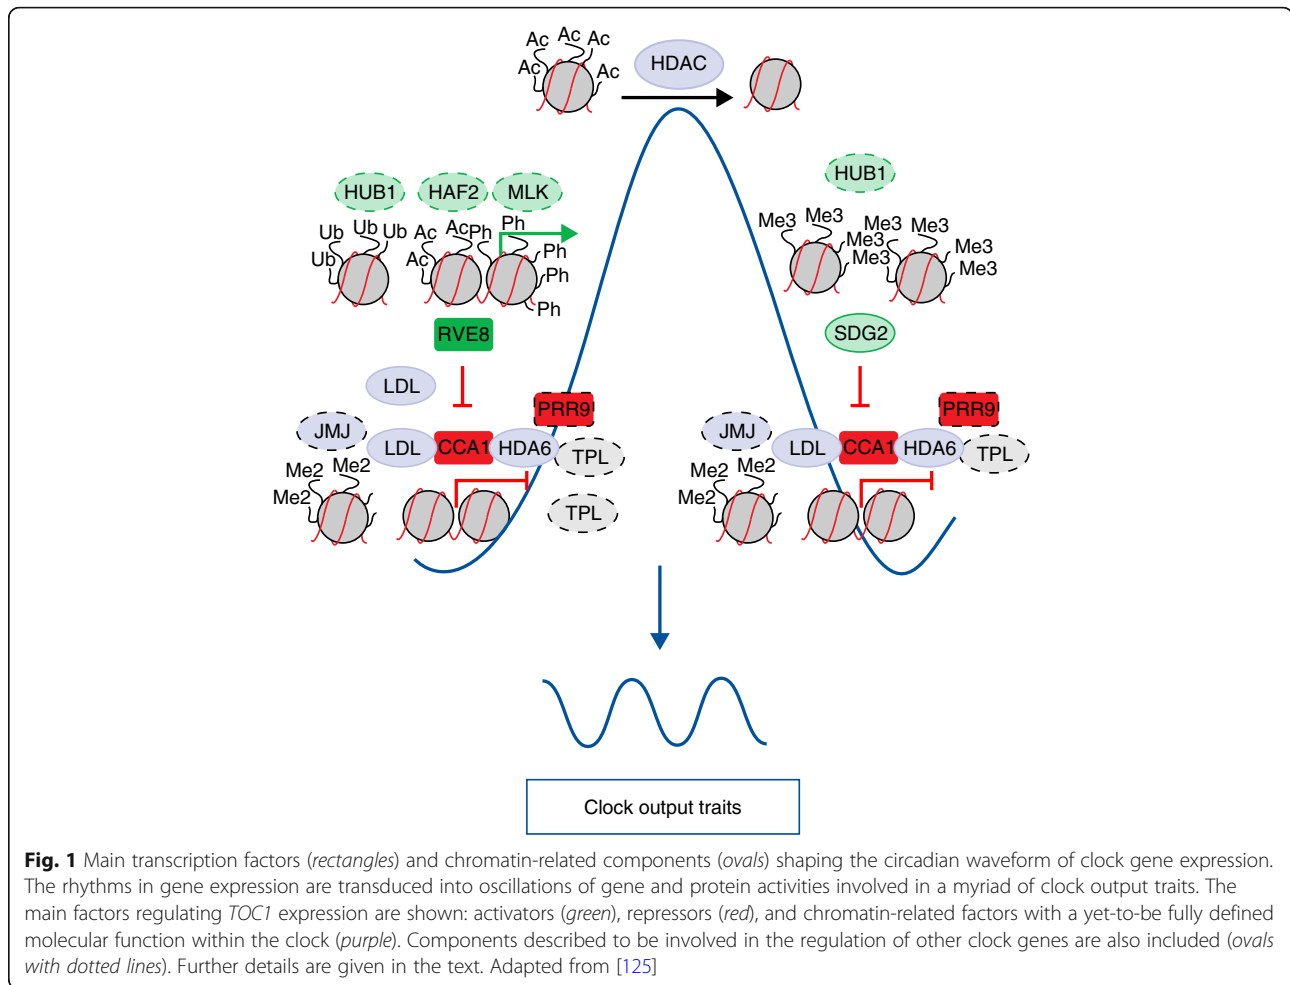 Ac
Ac
Ac
Ac
Ac
HDAC
HUB1
HAF2
MLK
Ub
Ub
Ub
Ub
Ac
Ac
Ac
Ph
Ph
Ph
Ph
Ph
RVE8
LDL
JMJ
LDL
CCA1
HDA6
PRR9
TPL
TPL
Me2
Me2
Me2
HUB1
Me3
Me3
Me3
Me3
Me3
Me3
Me3
Me3
SDG2
JMJ
LDL
CCA1
HDA6
PRR9
TPL
Me2
Me2
Me2
Clock output traits
Fig. 1 Main transcription factors (rectangles) and chromatin-related components (ovals) shaping the circadian waveform of clock gene expression.
The rhythms in gene expression are transduced into oscillations of gene and protein activities involved in a myriad of clock output traits. The
main factors regulating TOC1 expression are shown: activators (green), repressors (red), and chromatin-related factors with a yet-to-be fully defined
molecular function within the clock (purple). Components described to be involved in the regulation of other clock genes are also included (ovals
with dotted lines). Further details are given in the text. Adapted from [125]